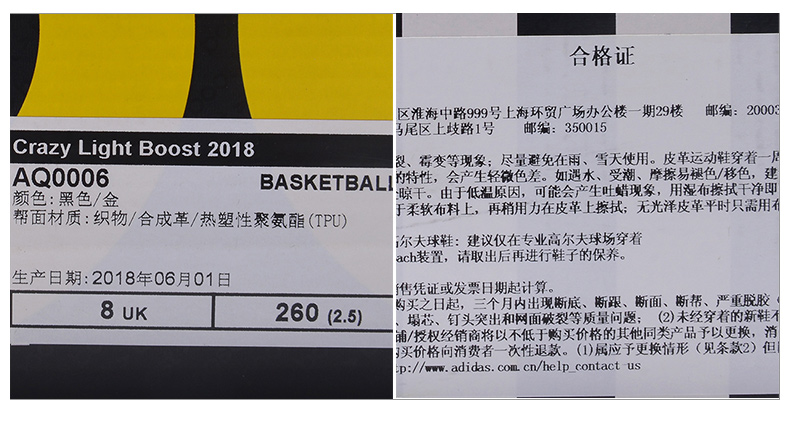 Crazy Light Boost 2018
AQ0006
BASKETBALL
颜色:黑色/金
帮面材质:织物/合成革/热塑性聚氨酯(TPU)
生产日期:2018年06月01日
8 UK
260 (2.5)
合格证
区淮海中路999号上海环贸广场办公楼一期29楼 邮编:20003
马尾区上歧路1号 邮编:350015
裂、霉变等现象;尽量避免在雨、雪天使用。皮革运动鞋穿着一周
的特性,会产生轻微色差。如遇水、受潮、摩擦易褪色/移色,建
晾干。由于低温原因,可能会产生吐蜡现象,用湿布擦拭干净即
于柔软布料上,再稍用力在皮革上擦拭;无光泽皮革平时只需用布
高尔夫球鞋:建议仅在专业高尔夫球场穿着
oach装置,请取出后再进行鞋子的保养。
售凭证或发票日期起计算。
购买之日起,三个月内出现断底、断跟、断面、断帮、严重脱胶(
、塌芯、钉头突出和网面破裂等质量问题; (2)未经穿着的新鞋不
铺/授权经销商将以不低于购买价格的其他同类产品予以更换,消
购买价格向消费者一次性退款。(1)属应予更换情形(见条款2)但
tp://www.adidas.com.cn/help_contact us